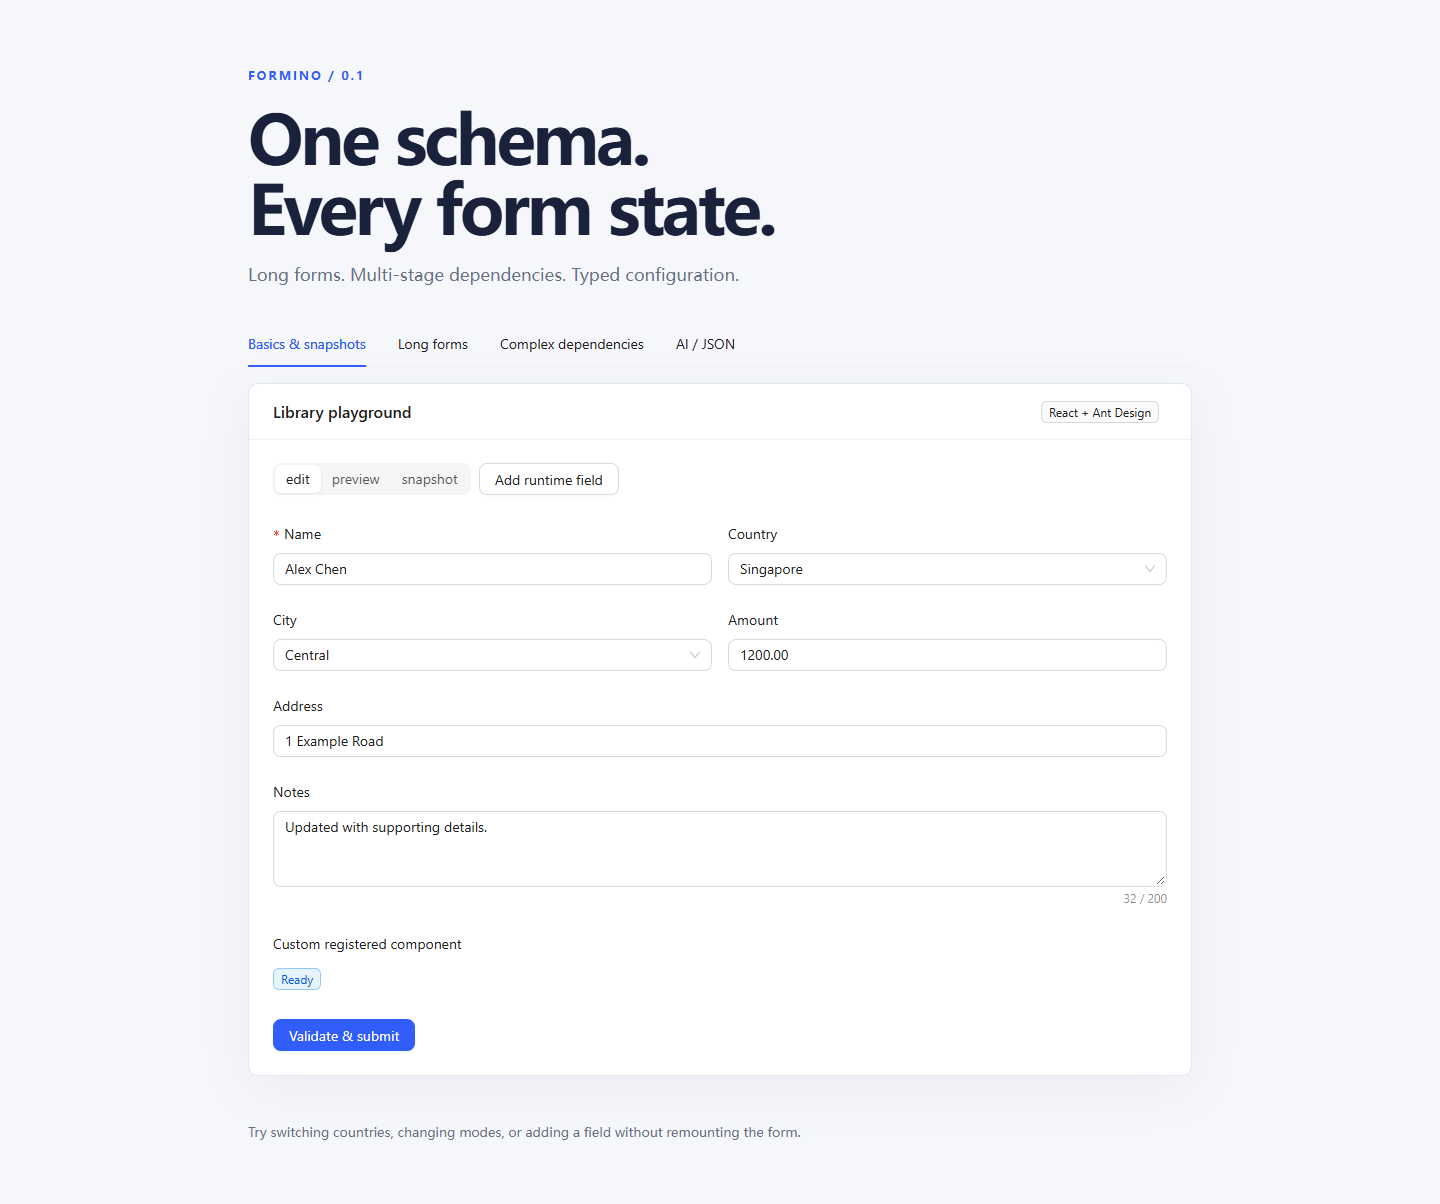 FORMINO / 0.1
One schema.
Every form state.
Long forms. Multi-stage dependencies. Typed configuration.
Basics & snapshots Long forms Complex dependencies AI / JSON
Library playground React + Ant Design
edit preview snapshot Add runtime field
* Name Country
Alex Chen Singapore
City Amount
Central 1200.00
Address
1 Example Road
Notes
Updated with supporting details.
32 / 200
Custom registered component
Ready
Validate & submit
Try switching countries, changing modes, or adding a field without remounting the form.